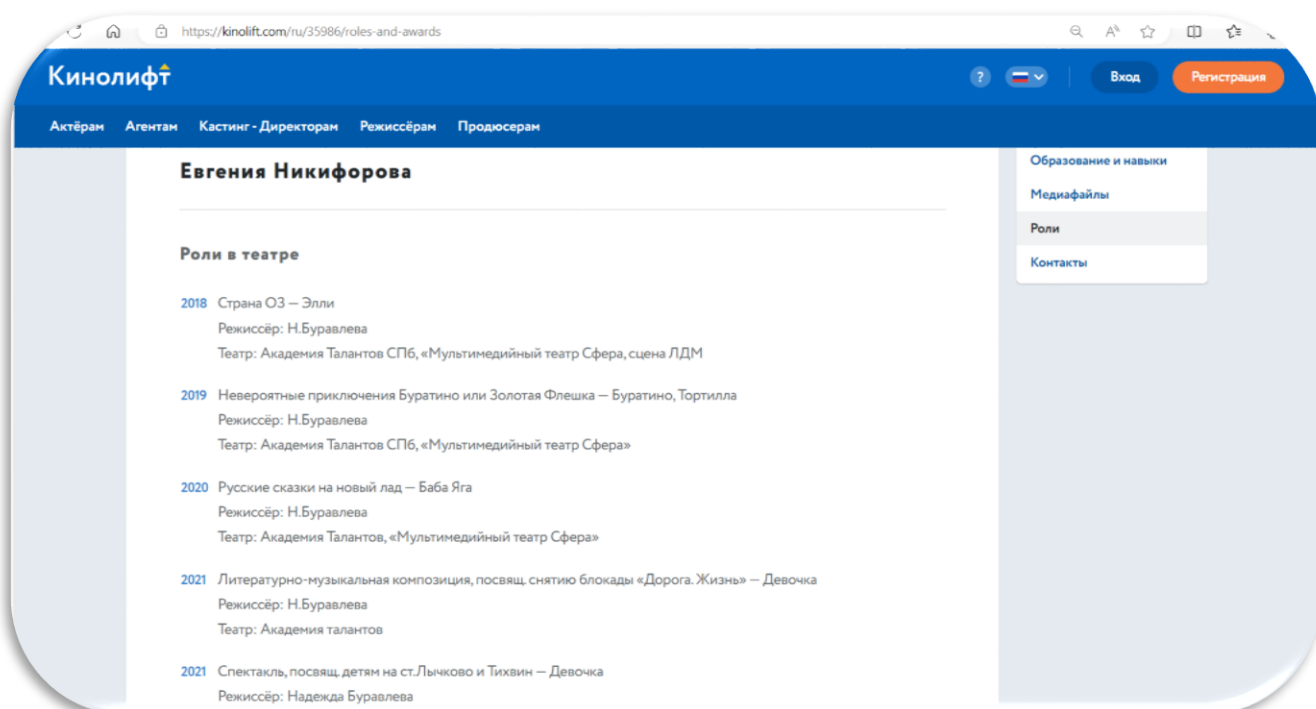 https://kinolift.com/ru/35986/roles-and-awards
Кинолифт
? Вход Регистрация
Актёрам Агентам Кастинг - Директорам Режиссёрам Продюсерам
Евгения Никифорова
Роли в театре
2018 Страна ОЗ — Элли
Режиссёр: Н.Буравлева
Театр: Академия Талантов СПб, «Мультимедийный театр Сфера, сцена ЛДМ
2019 Невероятные приключения Буратино или Золотая Флешка — Буратино, Тортилла
Режиссёр: Н.Буравлева
Театр: Академия Талантов СПб, «Мультимедийный театр Сфера»
2020 Русские сказки на новый лад — Баба Яга
Режиссёр: Н.Буравлева
Театр: Академия Талантов, «Мультимедийный театр Сфера»
2021 Литературно-музыкальная композиция, посвящ. снятию блокады «Дорога. Жизнь» — Девочка
Режиссёр: Н.Буравлева
Театр: Академия талантов
2021 Спектакль, посвящ. детям на ст.Лычково и Тихвин — Девочка
Режиссёр: Надежда Буравлева
Образование и навыки
Медиафайлы
Роли
Контакты